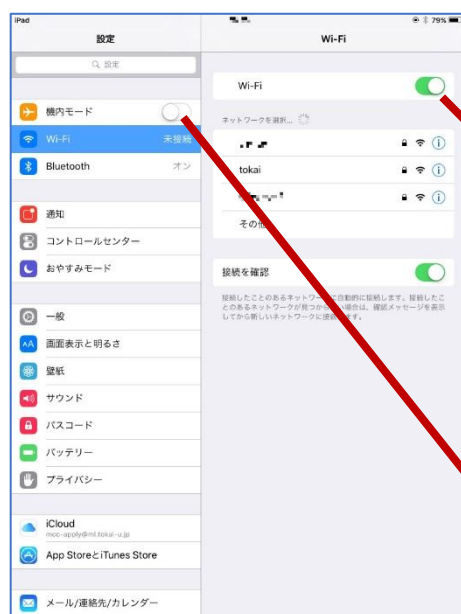 iPad
79%
設定
Wi-Fi
設定
Wi-Fi
機内モード
ネットワークを選択...
Wi-Fi
未接続
Bluetooth
オン
tokai
通知
コントロールセンター
その他
おやすみモード
接続を確認
接続したことのあるネットワークに自動的に接続します。接続したこ
とのあるネットワークが見つからない場合は、確認メッセージを表示
してから新しいネットワークに接続します。
一般
画面表示と明るさ
壁紙
サウンド
パスコード
バッテリー
プライバシー
iCloud
mcc-apply@ml.tokai-u.jp
App StoreとiTunes Store
メール/連絡先/カレンダー